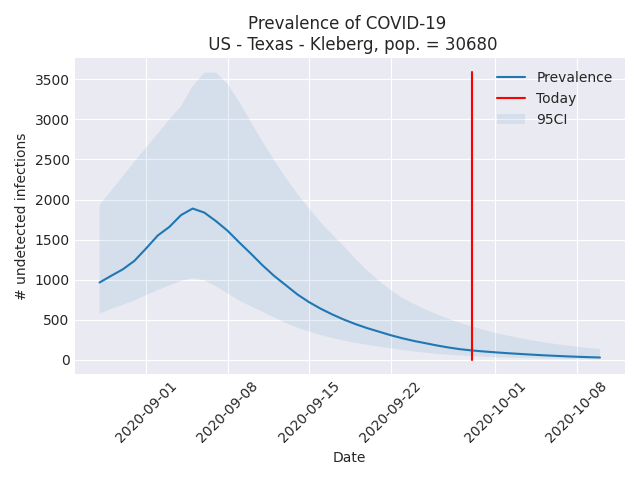 Prevalence of COVID-19
US - Texas - Kleberg, pop. = 30680
Prevalence
Today
95CI
# undetected infections
3500
3000
2500
2000
1500
1000
500
0
2020-09-01
2020-09-08
2020-09-15
2020-09-22
2020-10-01
2020-10-08
Date